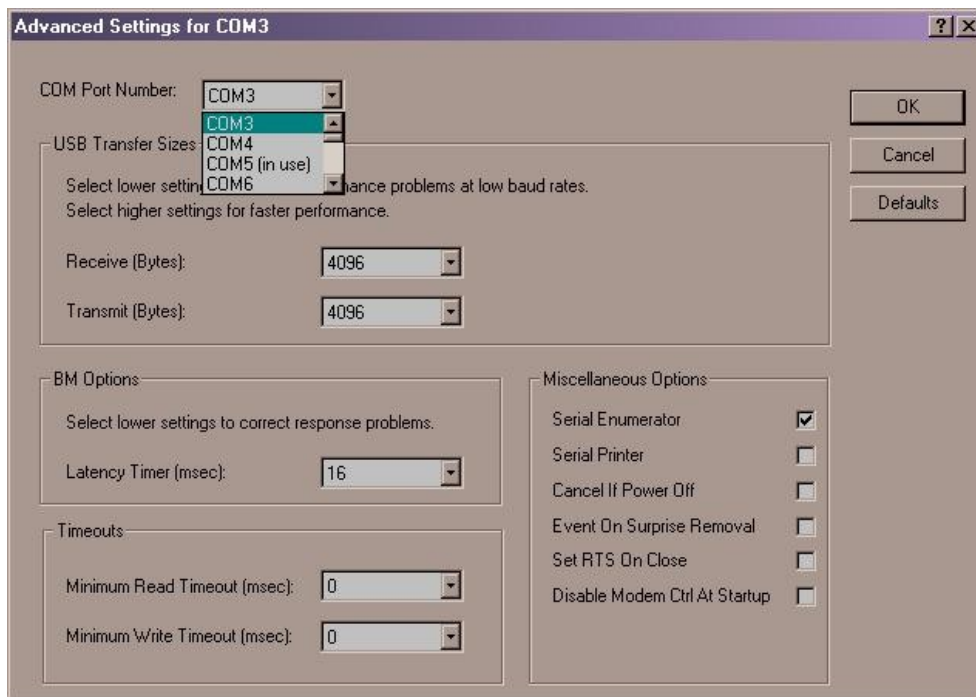 Advanced Settings for COM3
COM Port Number:
COM3
COM3
COM4
COM5 (in use)
COM6
OK
Cancel
Defaults
USB Transfer Sizes
Select lower settin mance problems at low baud rates.
Select higher settings for faster performance.
Receive (Bytes):
4096
Transmit (Bytes):
4096
BM Options
Select lower settings to correct response problems.
Latency Timer (msec):
16
Timeouts
Minimum Read Timeout (msec):
0
Minimum Write Timeout (msec):
0
Miscellaneous Options
Serial Enumerator
Serial Printer
Cancel If Power Off
Event On Surprise Removal
Set RTS On Close
Disable Modem Ctrl At Startup